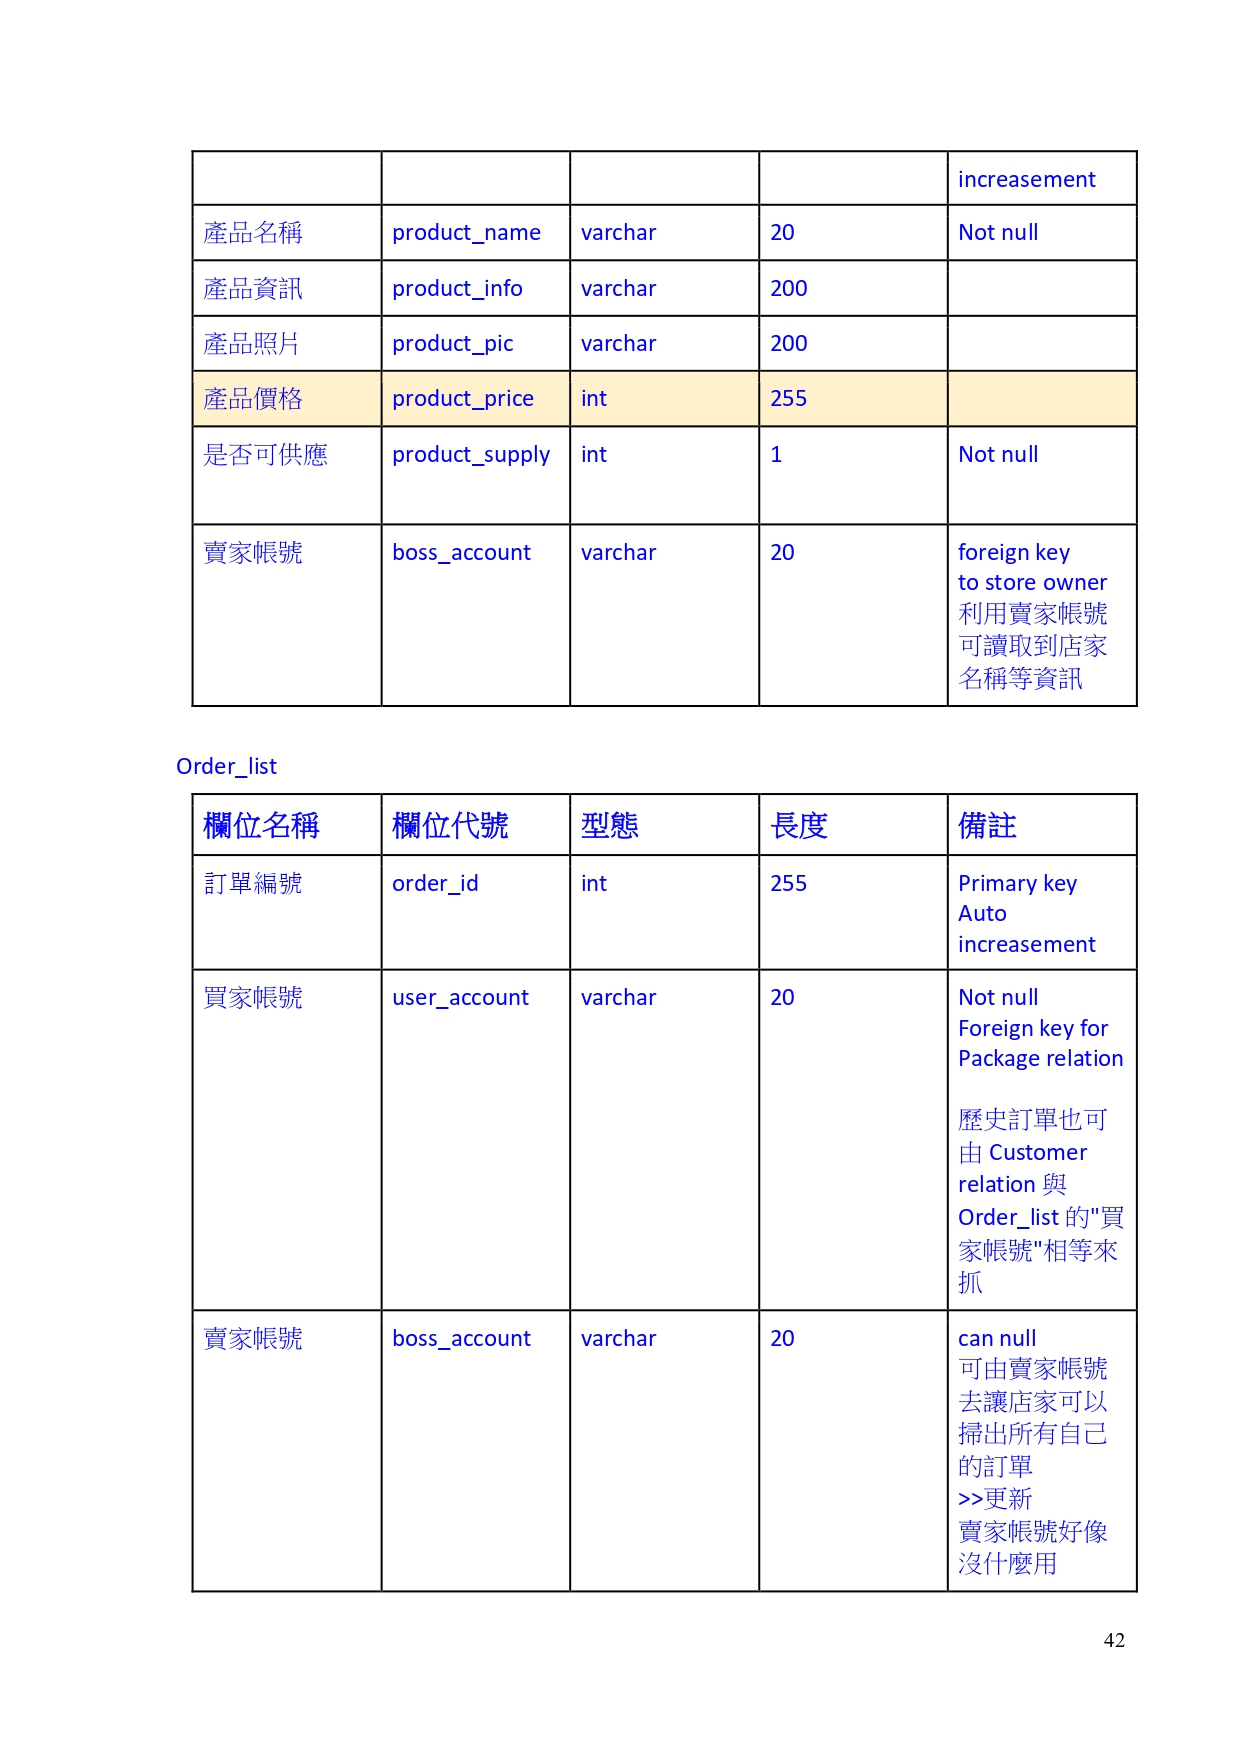 increasement
產品名稱 product_name varchar 20 Not null
產品資訊 product_info varchar 200
產品照片 product_pic varchar 200
產品價格 product_price int 255
是否可供應 product_supply int 1 Not null
賣家帳號 boss_account varchar 20 foreign key
to store owner
利用賣家帳號
可讀取到店家
名稱等資訊
Order_list
欄位名稱 欄位代號 型態 長度 備註
訂單編號 order_id int 255 Primary key
Auto
increasement
買家帳號 user_account varchar 20 Not null
Foreign key for
Package relation
歷史訂單也可
由 Customer
relation 與
Order_list 的"買
家帳號"相等來
抓
賣家帳號 boss_account varchar 20 can null
可由賣家帳號
去讓店家可以
掃出所有自己
的訂單
>>更新
賣家帳號好像
沒什麼用
42